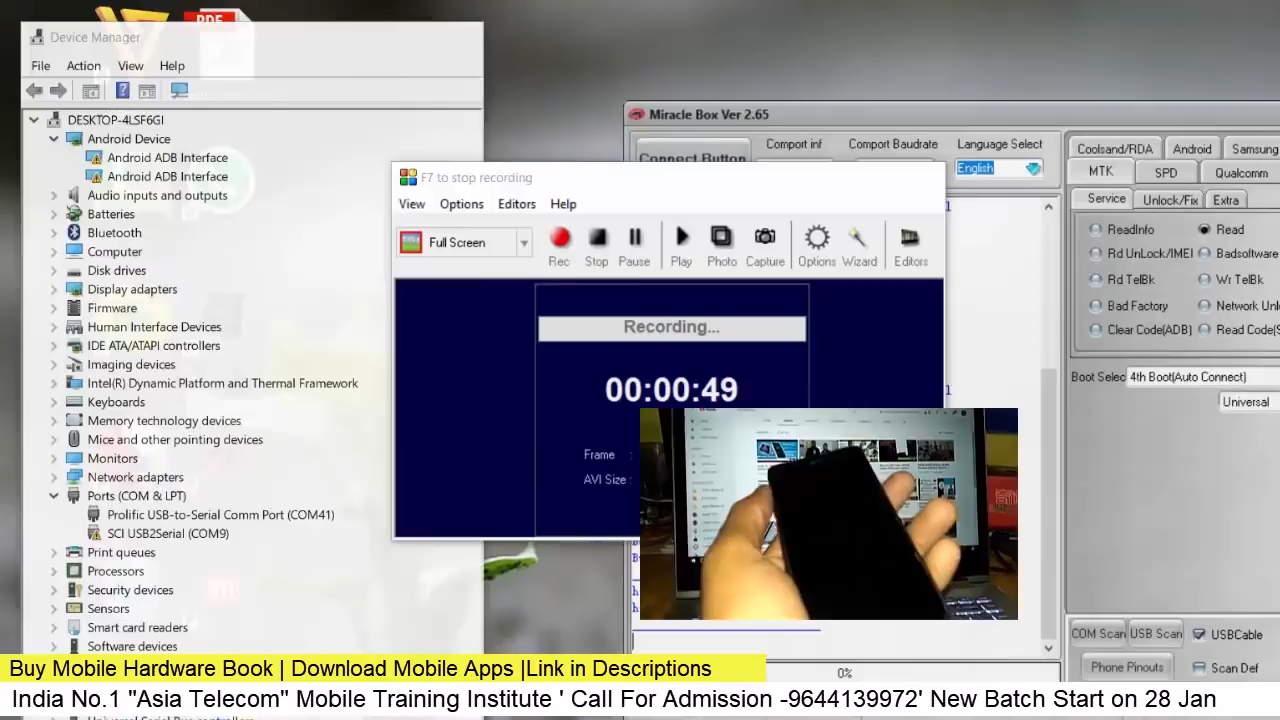 PDF
Device Manager
File Action View Help
DESKTOP-4LSF6GI
Android Device
Android ADB Interface
Android ADB Interface
Audio inputs and outputs
Batteries
Bluetooth
Computer
Disk drives
Display adapters
Firmware
Human Interface Devices
IDE ATA/ATAPI controllers
Imaging devices
Intel(R) Dynamic Platform and Thermal Framework
Keyboards
Memory technology devices
Mice and other pointing devices
Monitors
Network adapters
Ports (COM & LPT)
Prolific USB-to-Serial Comm Port (COM41)
SCI USB2Serial (COM9)
Print queues
Processors
Security devices
Sensors
Smart card readers
Software devices
F7 to stop recording
View Options Editors Help
Full Screen
Rec Stop Pause Play Photo Capture Options Wizard Editors
Recording...
00:00:49
Frame :
AVI Size :
Miracle Box Ver 2.65
Connect Button
Comport inf Comport Baudrate Language Select
English
Coolsand/RDA Android Samsung
MTK SPD Qualcomm
Service Unlock/Fix Extra
ReadInfo Read
Rd UnLock/IMEI Badsoftware
Rd TelBk Wr TelBk
Bad Factory Network Unl
Clear Code(ADB) Read Code(S
Boot Selec 4th Boot(Auto Connect)
Universal
COM Scan USB Scan USBCable
Phone Pinouts Scan Def
0%
Buy Mobile Hardware Book | Download Mobile Apps |Link in Descriptions
India No.1 "Asia Telecom" Mobile Training Institute ' Call For Admission -9644139972' New Batch Start on 28 Jan